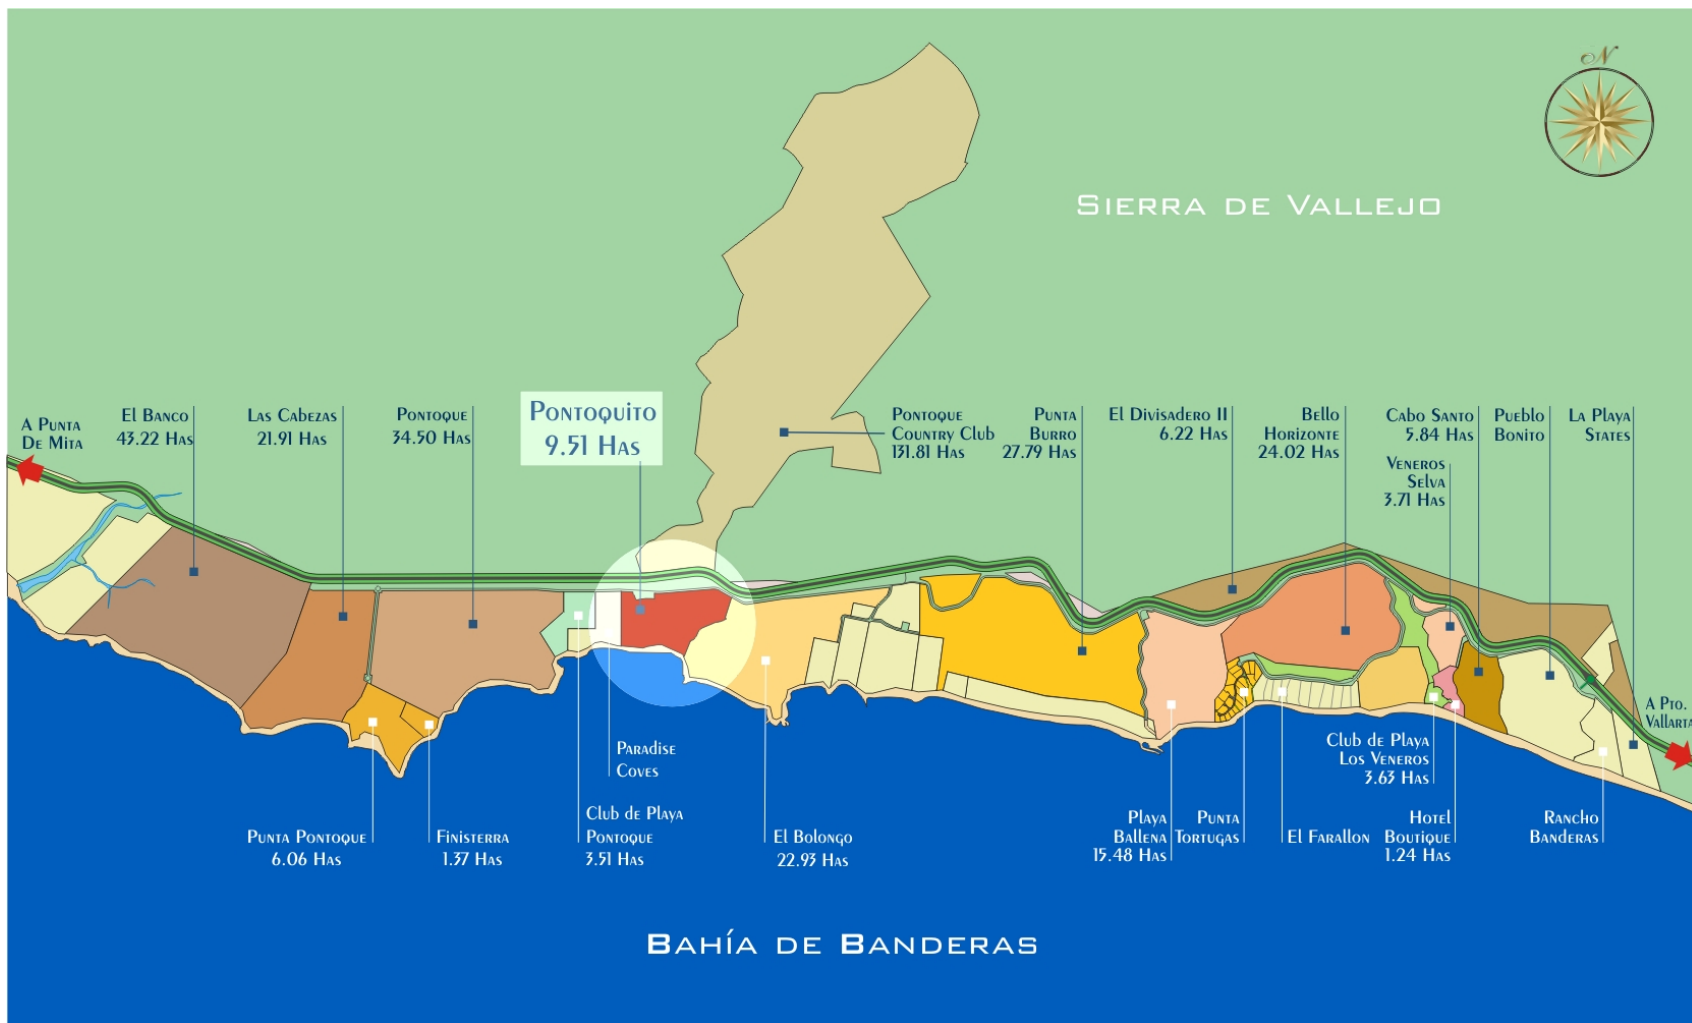 N
Sierra de Vallejo
A Punta
De Mita
El Banco
43.22 Has
Las Cabezas
21.91 Has
Pontoque
34.50 Has
Pontoquito
9.51 Has
Pontoque
Country Club
131.81 Has
Punta
Burro
27.79 Has
El Divisadero II
6.22 Has
Bello
Horizonte
24.02 Has
Cabo Santo
5.84 Has
Veneros
Selva
3.71 Has
Pueblo
Bonito
La Playa
States
A Pto.
Vallarta
Punta Pontoque
6.06 Has
Finisterra
1.37 Has
Paradise
Coves
Club de Playa
Pontoque
3.51 Has
El Bolongo
22.93 Has
Playa
Ballena
15.48 Has
Punta
Tortugas
El Farallon
Club de Playa
Los Veneros
3.63 Has
Hotel
Boutique
1.24 Has
Rancho
Banderas
Bahía de Banderas